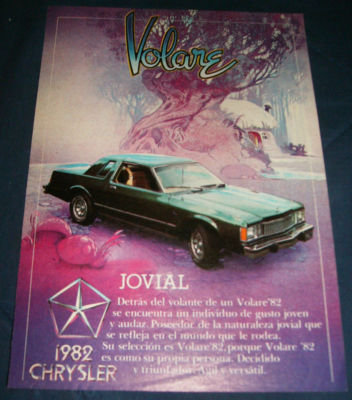 Volare
JOVIAL
Detrás del volante de un Volare'82
se encuentra un individuo de gusto joven
y audaz. Poseedor de la naturaleza jovial que
se refleja en el mundo que le rodea.
Su selección es Volare'82, porque Volare '82
es como su propia persona. Decidido
y triunfador. Agil y versátil.
1982
CHRYSLER